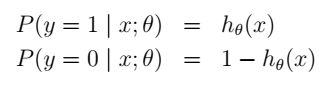 P(y = 1 | x; θ) = h_θ(x)
P(y = 0 | x; θ) = 1 − h_θ(x)